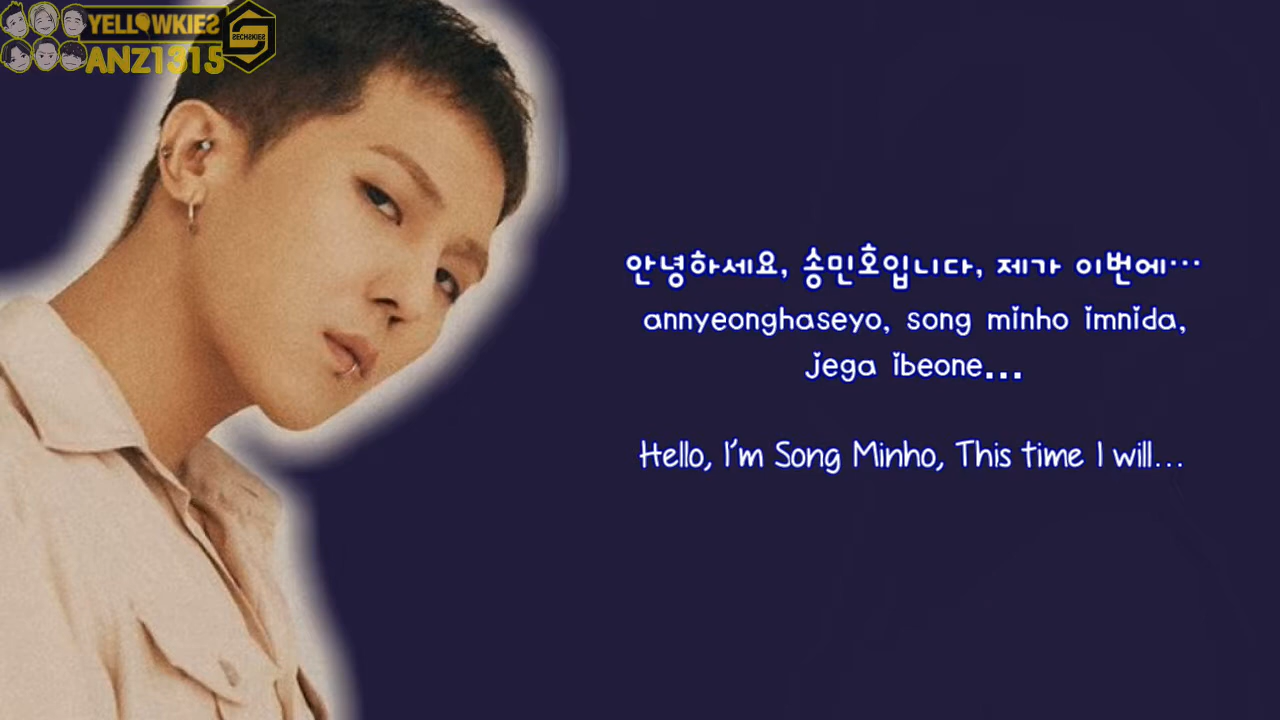 YELLOWKIES
ANZ1315
SECHSKIES
안녕하세요, 송민호입니다, 제가 이번에…
annyeonghaseyo, song minho imnida,
jega ibeone...
Hello, I'm Song Minho, This time I will...